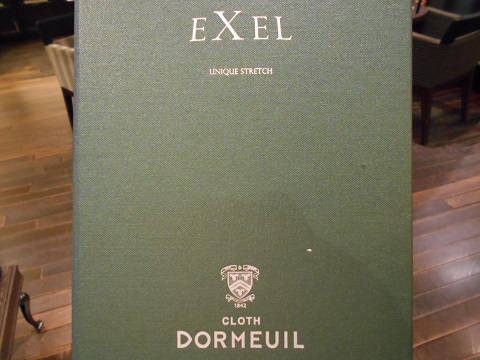 EXEL
UNIQUE STRETCH
1842
CLOTH
DORMEUIL